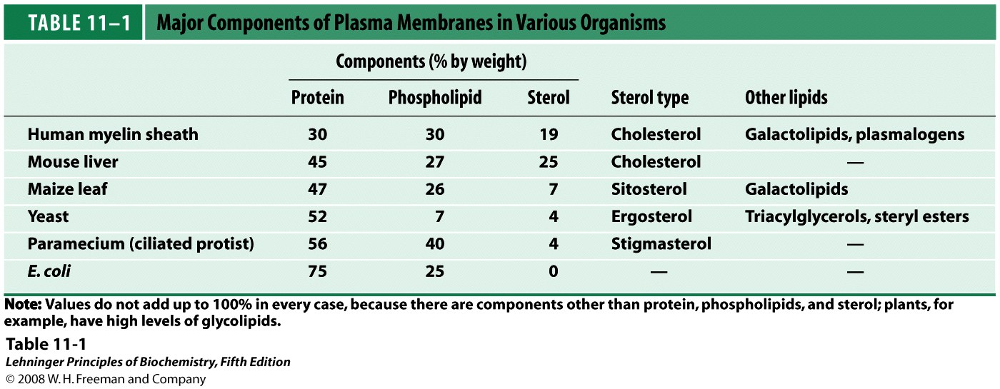 TABLE 11–1 Major Components of Plasma Membranes in Various Organisms
Components (% by weight)
Protein Phospholipid Sterol Sterol type Other lipids
Human myelin sheath 30 30 19 Cholesterol Galactolipids, plasmalogens
Mouse liver 45 27 25 Cholesterol —
Maize leaf 47 26 7 Sitosterol Galactolipids
Yeast 52 7 4 Ergosterol Triacylglycerols, steryl esters
Paramecium (ciliated protist) 56 40 4 Stigmasterol —
E. coli 75 25 0 — —
Note: Values do not add up to 100% in every case, because there are components other than protein, phospholipids, and sterol; plants, for
example, have high levels of glycolipids.
Table 11-1
Lehninger Principles of Biochemistry, Fifth Edition
© 2008 W. H. Freeman and Company